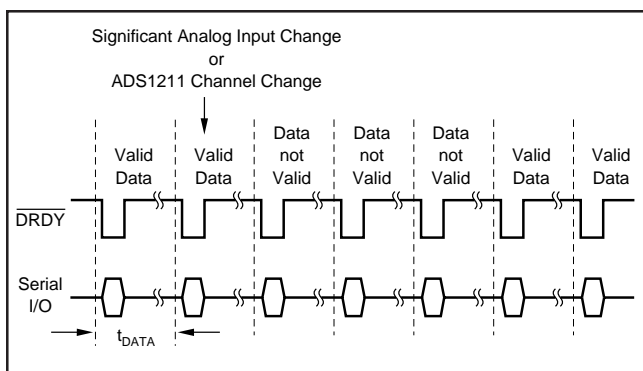 Significant Analog Input Change
or
ADS1211 Channel Change
Valid
Data
Valid
Data
Data
not
Valid
Data
not
Valid
Data
not
Valid
Valid
Data
Valid
Data
DRDY
Serial
I/O
tDATA